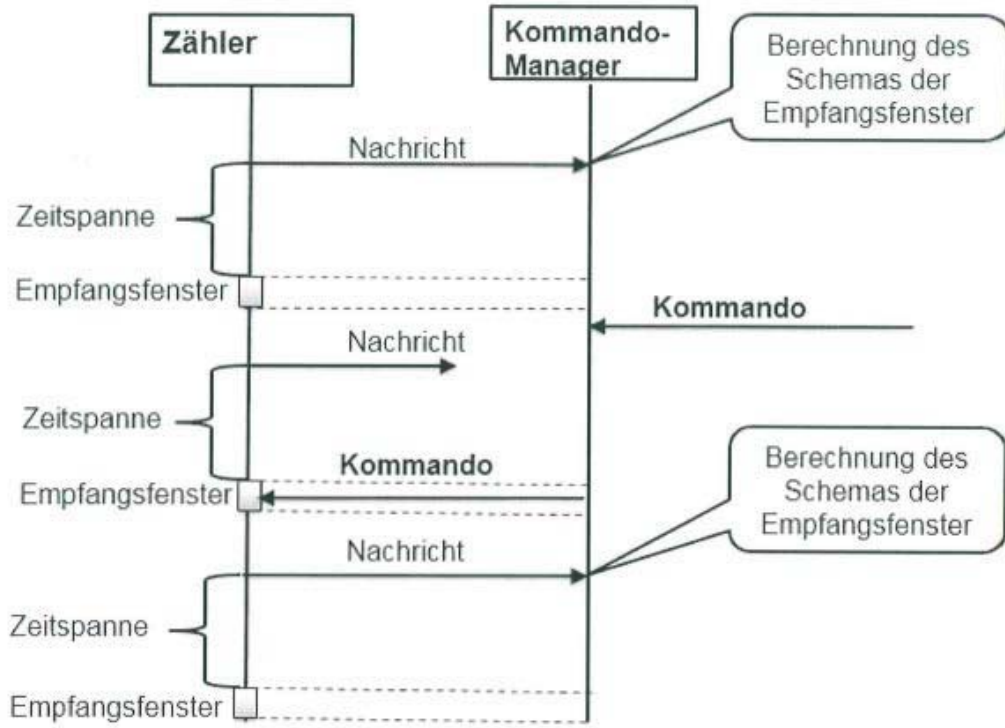 Zähler
Kommando-
Manager
Berechnung des
Schemas der
Empfangsfenster
Nachricht
Zeitspanne
Empfangsfenster
Kommando
Nachricht
Zeitspanne
Kommando
Empfangsfenster
Berechnung des
Schemas der
Empfangsfenster
Nachricht
Zeitspanne
Empfangsfenster